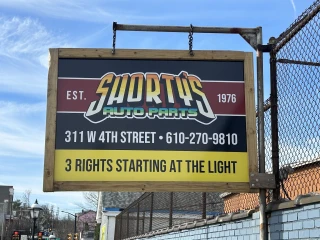 SHORTY'S
EST. 1976
AUTO PARTS
311 W 4TH STREET • 610-270-9810
3 RIGHTS STARTING AT THE LIGHT